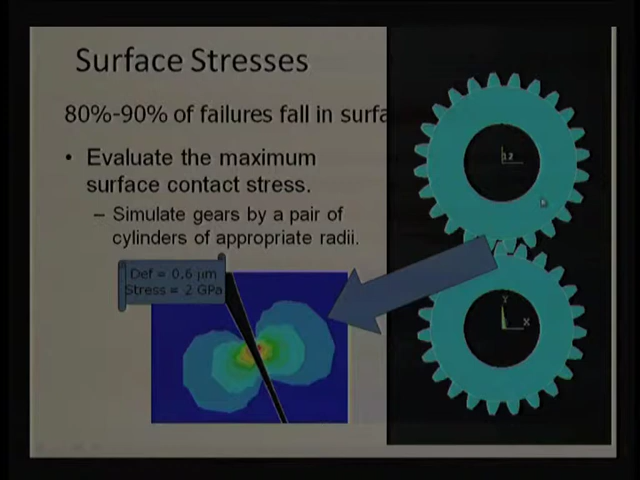 Surface Stresses
80%-90% of failures fall in surfa
• Evaluate the maximum
surface contact stress.
– Simulate gears by a pair of
cylinders of appropriate radii.
Def = 0.6 µm
Stress = 2 GPa
12
Y
X